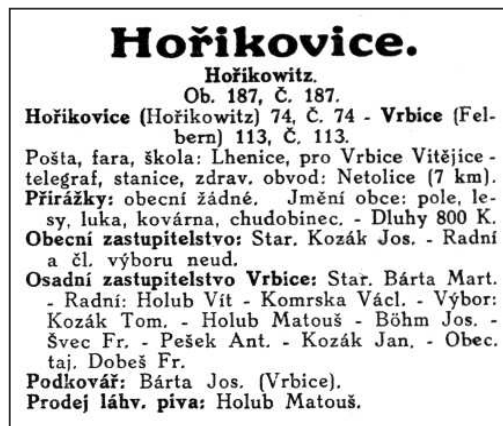 Hořikovice.
Hořikowitz.
Ob. 187, Č. 187.
Hořikovice (Hořikowitz) 74, Č. 74 - Vrbice (Fel-
bern) 113, Č. 113.
Pošta, fara, škola: Lhenice, pro Vrbice Vitějice -
telegraf, stanice, zdrav. obvod: Netolice (7 km).
Přirážky: obecní žádné. Jmění obce: pole, le-
sy, luka, kovárna, chudobinec. - Dluhy 800 K.
Obecní zastupitelstvo: Star. Kozák Jos. - Radní
a čl. výboru neud.
Osadní zastupitelstvo Vrbice: Star. Bárta Mart.
- Radní: Holub Vít - Komrska Václ. - Výbor:
Kozák Tom. - Holub Matouš - Böhm Jos. -
Švec Fr. - Pešek Ant. - Kozák Jan. - Obec.
taj. Dobeš Fr.
Podkovář: Bárta Jos. (Vrbice).
Prodej láhv. piva: Holub Matouš.